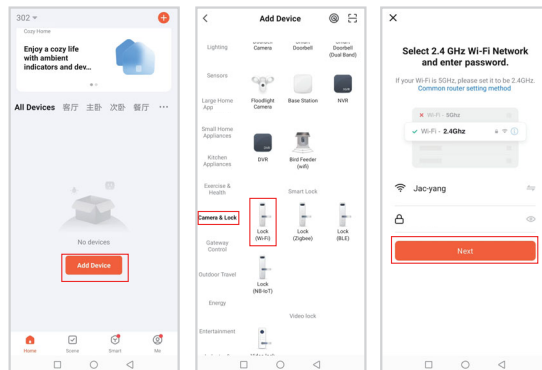 302
Cozy Home
Enjoy a cozy life
with ambient
indicators and dev...
All Devices 客厅 主卧 次卧 餐厅 ...
No devices
Add Device
Home Scene Smart Me
Add Device
Lighting
Camera
Doorbell
Doorbell
(Dual Band)
Sensors
Large Home
App
Floodlight
Camera
Base Station
NVR
Small Home
Appliances
Kitchen
Appliances
DVR
Bird Feeder
(wifi)
Exercise &
Health
Smart Lock
Camera & Lock
Lock
(Wi-Fi)
Lock
(Zigbee)
Lock
(BLE)
Gateway
Control
Outdoor Travel
Lock
(NB-IoT)
Energy
Video lock
Entertainment
Select 2.4 GHz Wi-Fi Network
and enter password.
If your Wi-Fi is 5GHz, please set it to be 2.4GHz.
Common router setting method
Wi-Fi - 5Ghz
Wi-Fi - 2.4Ghz
Jac-yang
Next